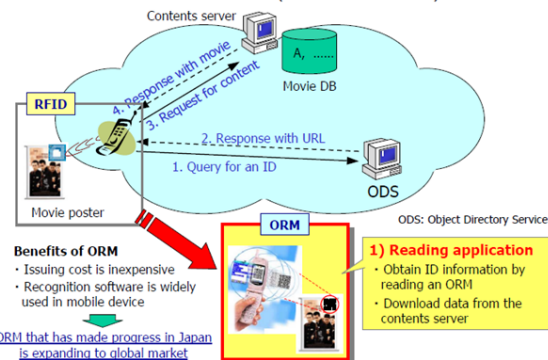 Contents server
A, ......
Movie DB
4. Response with movie
3. Request for content
RFID
2. Response with URL
1. Query for an ID
ODS
Movie poster
ODS: Object Directory Service
ORM
Benefits of ORM
・Issuing cost is inexpensive
・Recognition software is widely
used in mobile device
ORM that has made progress in Japan
is expanding to global market
1) Reading application
・Obtain ID information by
reading an ORM
・Download data from the
contents server